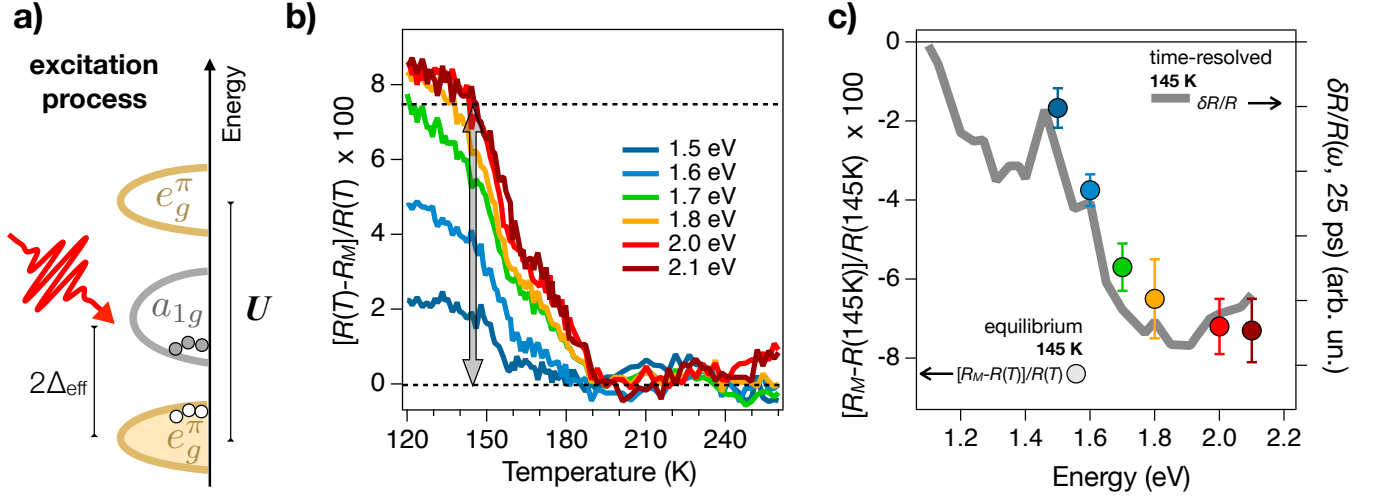 a)
excitation
process
Energy
e_g^π
a_{1g}
U
2Δ_eff
e_g^π
b)
[R(T)-R_M]/R(T) x 100
8
6
4
2
0
1.5 eV
1.6 eV
1.7 eV
1.8 eV
2.0 eV
2.1 eV
120 150 180 210 240
Temperature (K)
c)
[R_M-R(145K)]/R(145K) x 100
0
-2
-4
-6
-8
time-resolved
145 K
δR/R
equilibrium
145 K
[R_M-R(T)]/R(T)
1.2 1.4 1.6 1.8 2.0 2.2
Energy (eV)
δR/R(ω, 25 ps) (arb. un.)